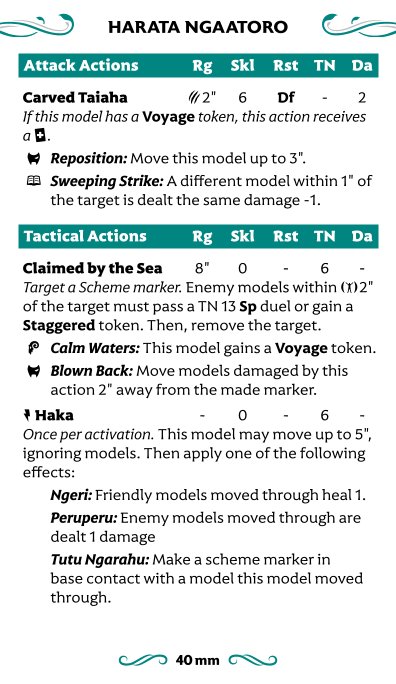 HARATA NGAATORO
Attack Actions Rg Skl Rst TN Da
Carved Taiaha 2" 6 Df - 2
If this model has a Voyage token, this action receives
a .
Reposition: Move this model up to 3".
Sweeping Strike: A different model within 1" of
the target is dealt the same damage -1.
Tactical Actions Rg Skl Rst TN Da
Claimed by the Sea 8" 0 - 6 -
Target a Scheme marker. Enemy models within 2"
of the target must pass a TN 13 Sp duel or gain a
Staggered token. Then, remove the target.
Calm Waters: This model gains a Voyage token.
Blown Back: Move models damaged by this
action 2" away from the made marker.
Haka - 0 - 6 -
Once per activation. This model may move up to 5",
ignoring models. Then apply one of the following
effects:
Ngeri: Friendly models moved through heal 1.
Peruperu: Enemy models moved through are
dealt 1 damage
Tutu Ngarahu: Make a scheme marker in
base contact with a model this model moved
through.
40 mm